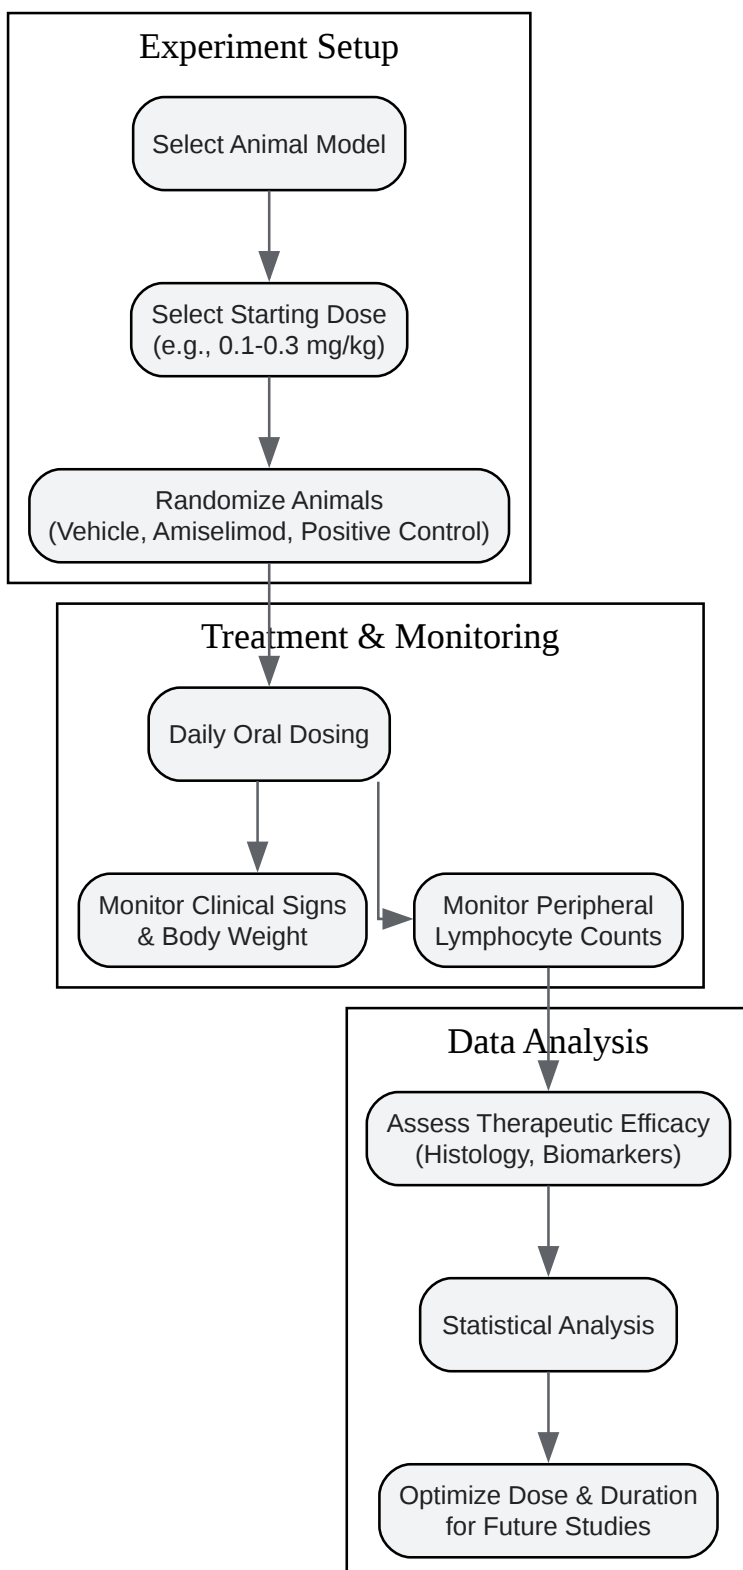 Experiment Setup
Select Animal Model
Select Starting Dose
(e.g., 0.1-0.3 mg/kg)
Randomize Animals
(Vehicle, Amiselimod, Positive Control)
Treatment & Monitoring
Daily Oral Dosing
Monitor Clinical Signs
& Body Weight
Monitor Peripheral
Lymphocyte Counts
Data Analysis
Assess Therapeutic Efficacy
(Histology, Biomarkers)
Statistical Analysis
Optimize Dose & Duration
for Future Studies